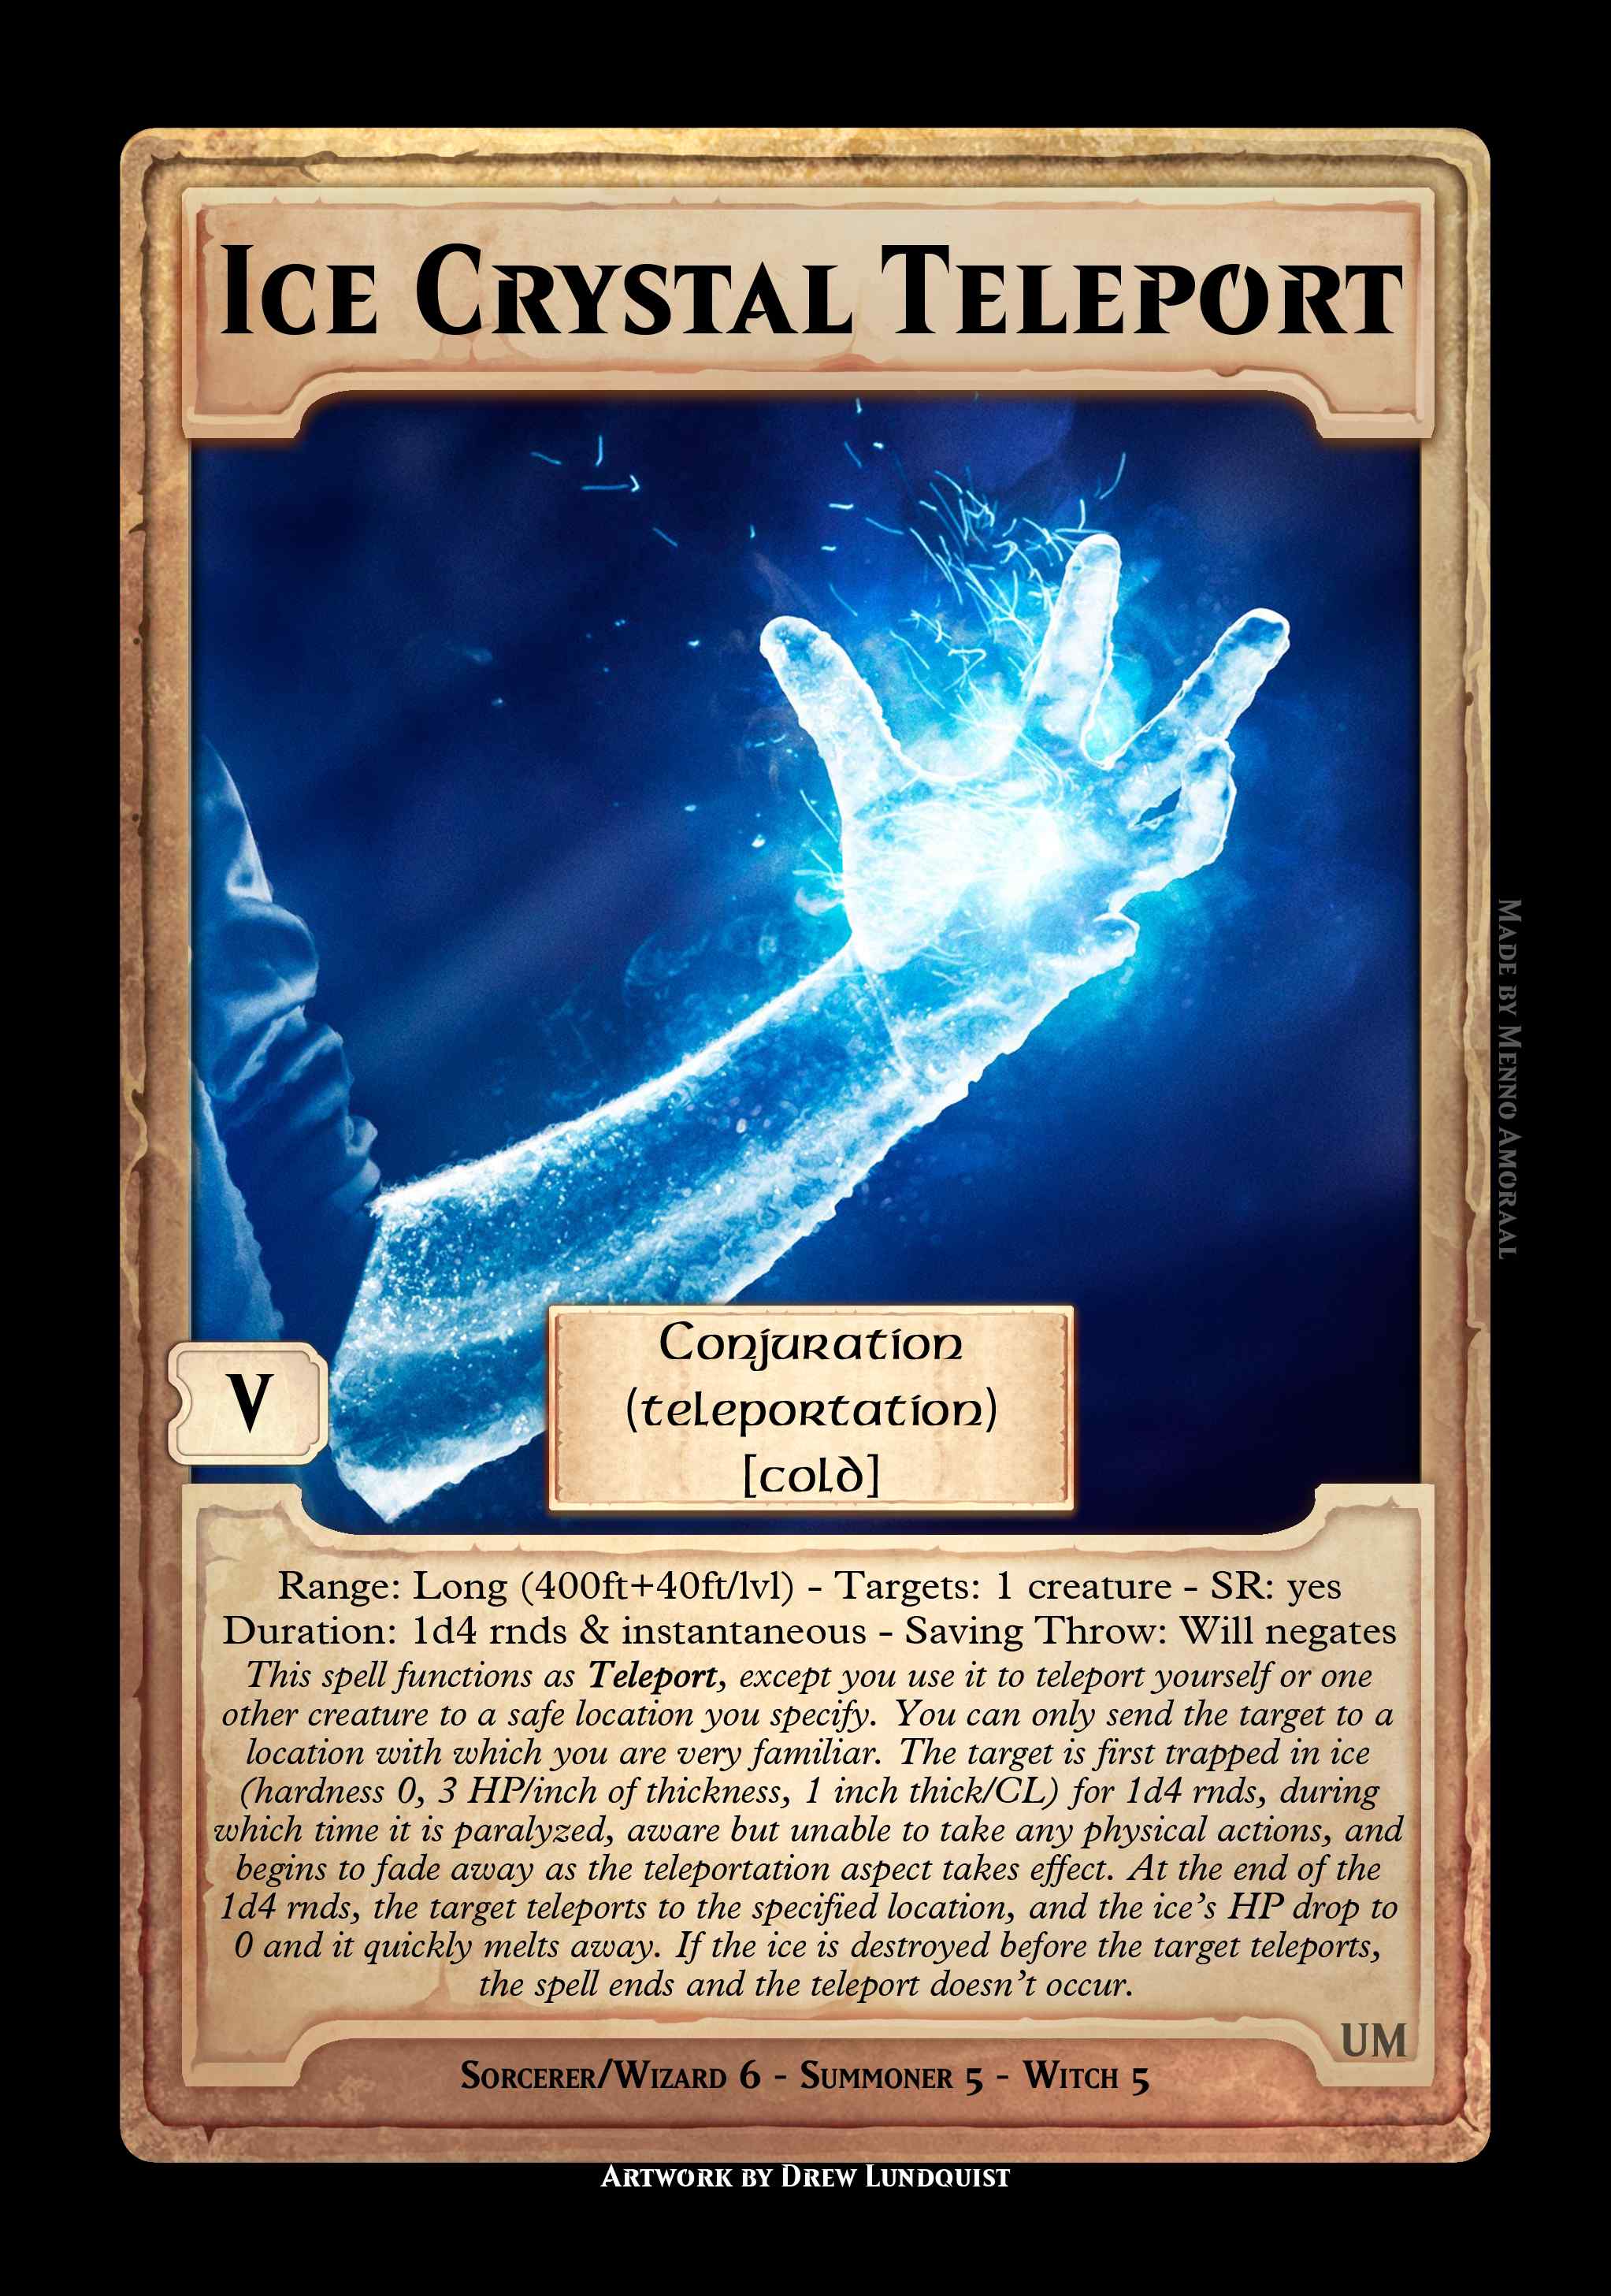 Ice Crystal Teleport
Made by Menno Amoraal
V
Conjuration
(teleportation)
[cold]
Range: Long (400ft+40ft/lvl) - Targets: 1 creature - SR: yes
Duration: 1d4 rnds & instantaneous - Saving Throw: Will negates
This spell functions as Teleport, except you use it to teleport yourself or one
other creature to a safe location you specify. You can only send the target to a
location with which you are very familiar. The target is first trapped in ice
(hardness 0, 3 HP/inch of thickness, 1 inch thick/CL) for 1d4 rnds, during
which time it is paralyzed, aware but unable to take any physical actions, and
begins to fade away as the teleportation aspect takes effect. At the end of the
1d4 rnds, the target teleports to the specified location, and the ice's HP drop to
0 and it quickly melts away. If the ice is destroyed before the target teleports,
the spell ends and the teleport doesn't occur.
UM
Sorcerer/Wizard 6 - Summoner 5 - Witch 5
Artwork by Drew Lundquist